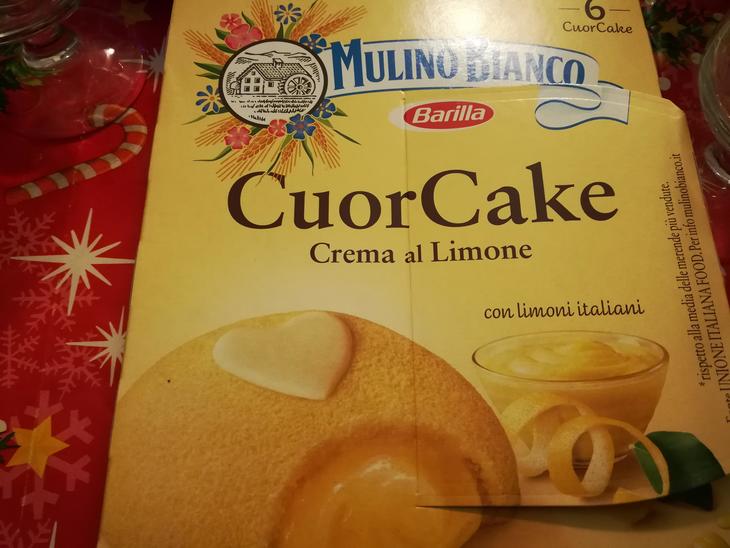 6
CuorCake
MULINO BIANCO
Barilla
CuorCake
Crema al Limone
con limoni italiani
*rispetto alla media delle merende più vendute.
UNIONE ITALIANA FOOD. Per info mulinobianco.it